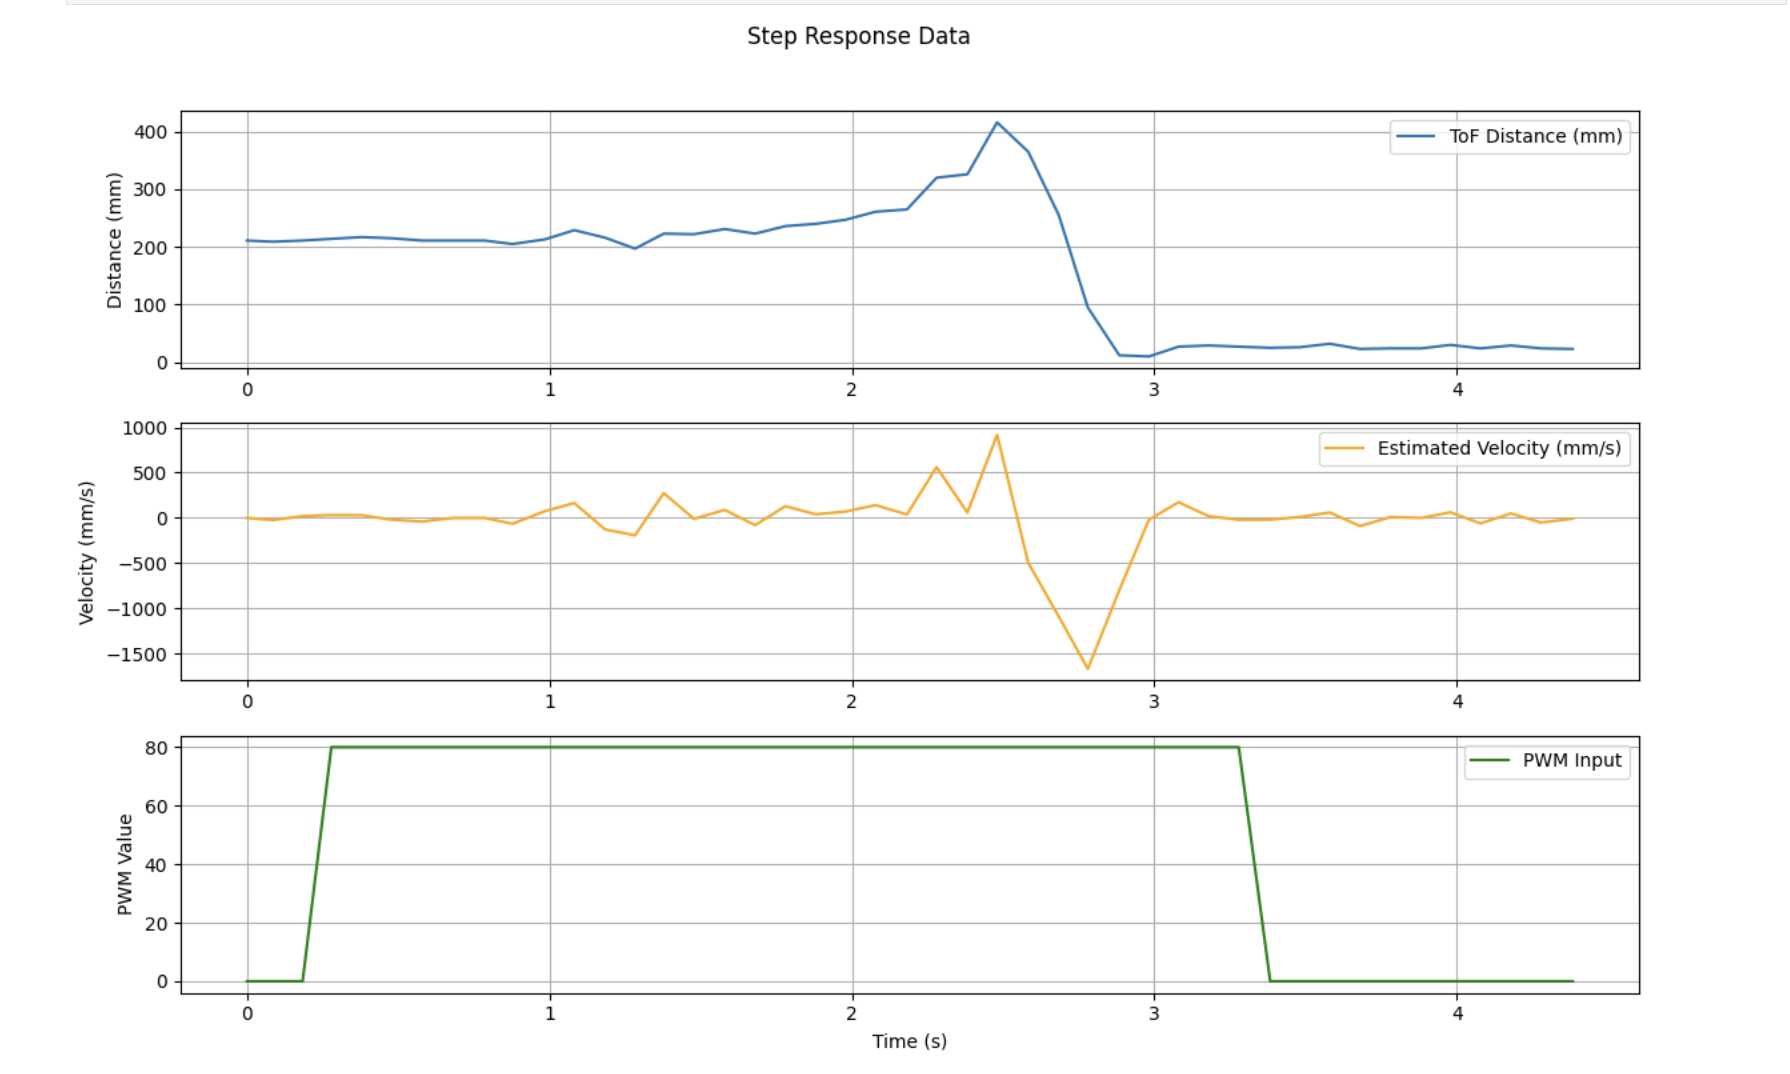 Step Response Data
ToF Distance (mm)
Distance (mm)
400
300
200
100
0
0 1 2 3 4
Estimated Velocity (mm/s)
Velocity (mm/s)
1000
500
0
−500
−1000
−1500
0 1 2 3 4
PWM Input
PWM Value
80
60
40
20
0
0 1 2 3 4
Time (s)